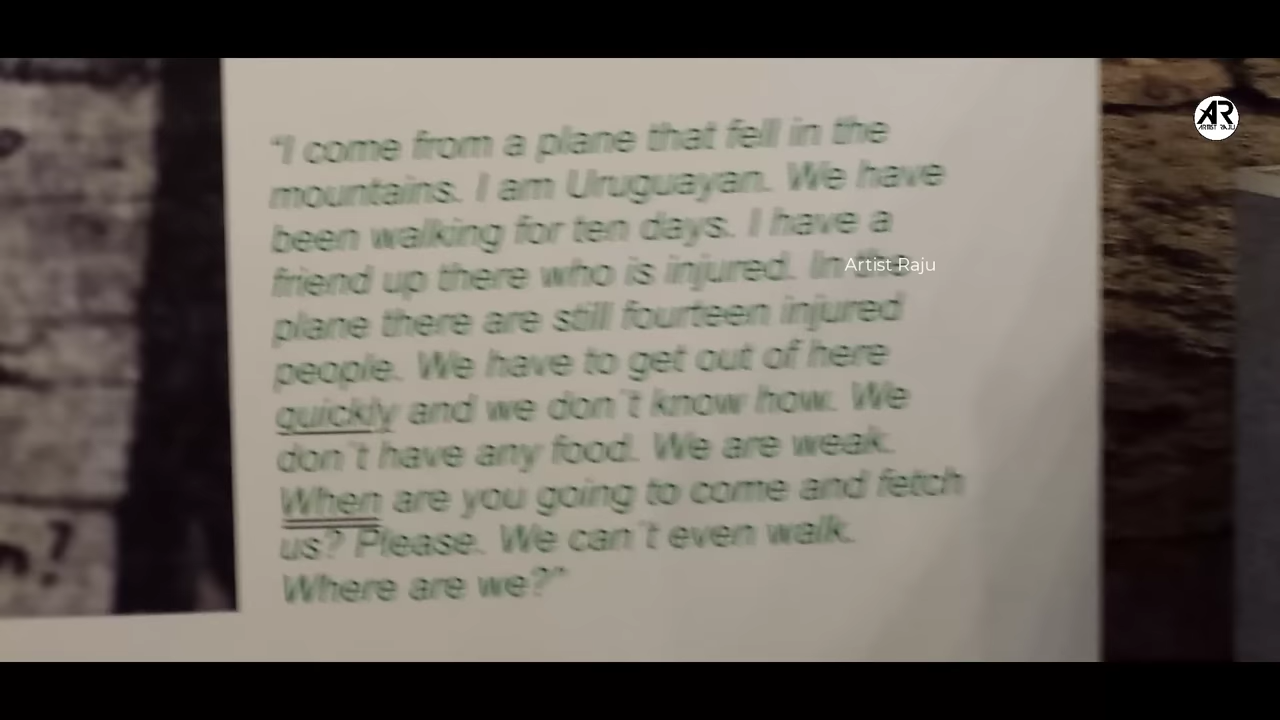 AR
ARTIST RAJU
"I come from a plane that fell in the
mountains. I am Uruguayan. We have
been walking for ten days. I have a
friend up there who is injured. In the
Artist Raju
plane there are still fourteen injured
people. We have to get out of here
quickly and we don´t know how. We
don´t have any food. We are weak.
When are you going to come and fetch
us? Please. We can´t even walk.
Where are we?"